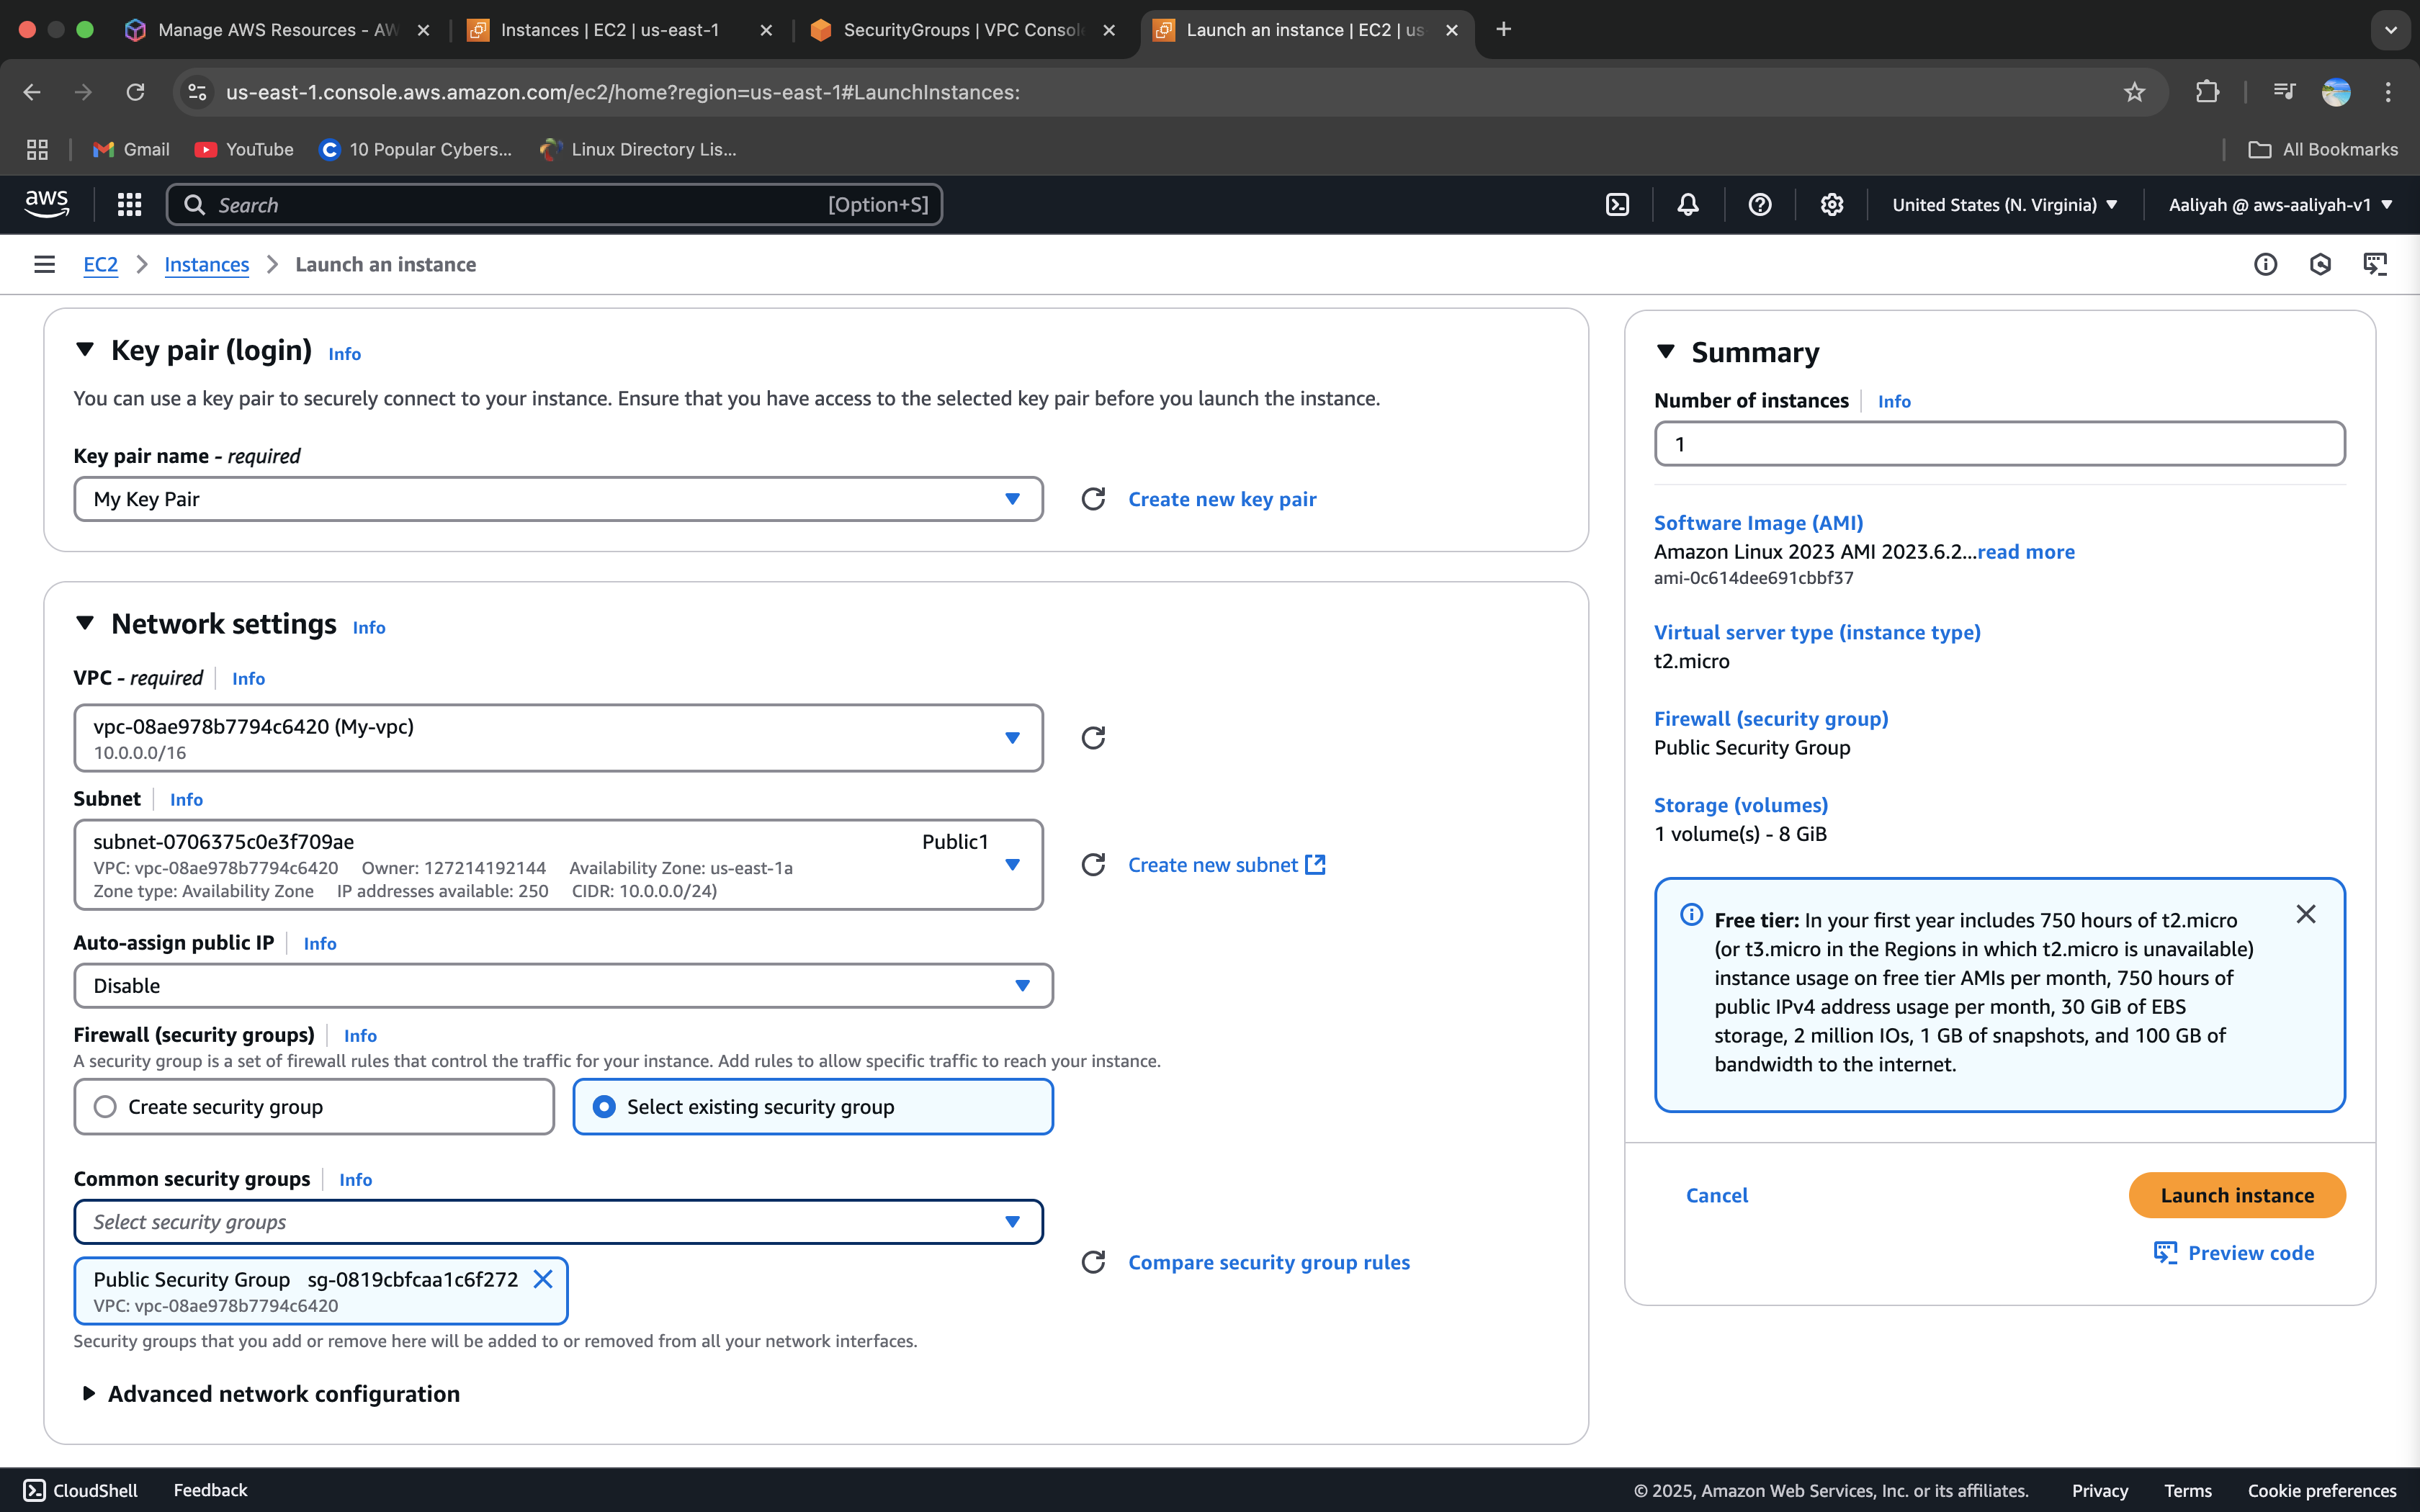 Manage AWS Resources - AW
Instances | EC2 | us-east-1
SecurityGroups | VPC Consol
Launch an instance | EC2 | us
us-east-1.console.aws.amazon.com/ec2/home?region=us-east-1#LaunchInstances:
Gmail
YouTube
10 Popular Cybers...
Linux Directory Lis...
All Bookmarks
aws
Search
[Option+S]
United States (N. Virginia)
Aaliyah @ aws-aaliyah-v1
EC2
Instances
Launch an instance
Key pair (login) Info
You can use a key pair to securely connect to your instance. Ensure that you have access to the selected key pair before you launch the instance.
Key pair name - required
My Key Pair
Create new key pair
Network settings Info
VPC - required Info
vpc-08ae978b7794c6420 (My-vpc)
10.0.0.0/16
Subnet Info
subnet-0706375c0e3f709ae Public1
VPC: vpc-08ae978b7794c6420 Owner: 127214192144 Availability Zone: us-east-1a
Zone type: Availability Zone IP addresses available: 250 CIDR: 10.0.0.0/24)
Create new subnet
Auto-assign public IP Info
Disable
Firewall (security groups) Info
A security group is a set of firewall rules that control the traffic for your instance. Add rules to allow specific traffic to reach your instance.
Create security group
Select existing security group
Common security groups Info
Select security groups
Public Security Group sg-0819cbfcaa1c6f272
VPC: vpc-08ae978b7794c6420
Compare security group rules
Security groups that you add or remove here will be added to or removed from all your network interfaces.
Advanced network configuration
Summary
Number of instances Info
1
Software Image (AMI)
Amazon Linux 2023 AMI 2023.6.2...read more
ami-0c614dee691cbbf37
Virtual server type (instance type)
t2.micro
Firewall (security group)
Public Security Group
Storage (volumes)
1 volume(s) - 8 GiB
Free tier: In your first year includes 750 hours of t2.micro
(or t3.micro in the Regions in which t2.micro is unavailable)
instance usage on free tier AMIs per month, 750 hours of
public IPv4 address usage per month, 30 GiB of EBS
storage, 2 million IOs, 1 GB of snapshots, and 100 GB of
bandwidth to the internet.
Cancel
Launch instance
Preview code
CloudShell
Feedback
© 2025, Amazon Web Services, Inc. or its affiliates.
Privacy
Terms
Cookie preferences